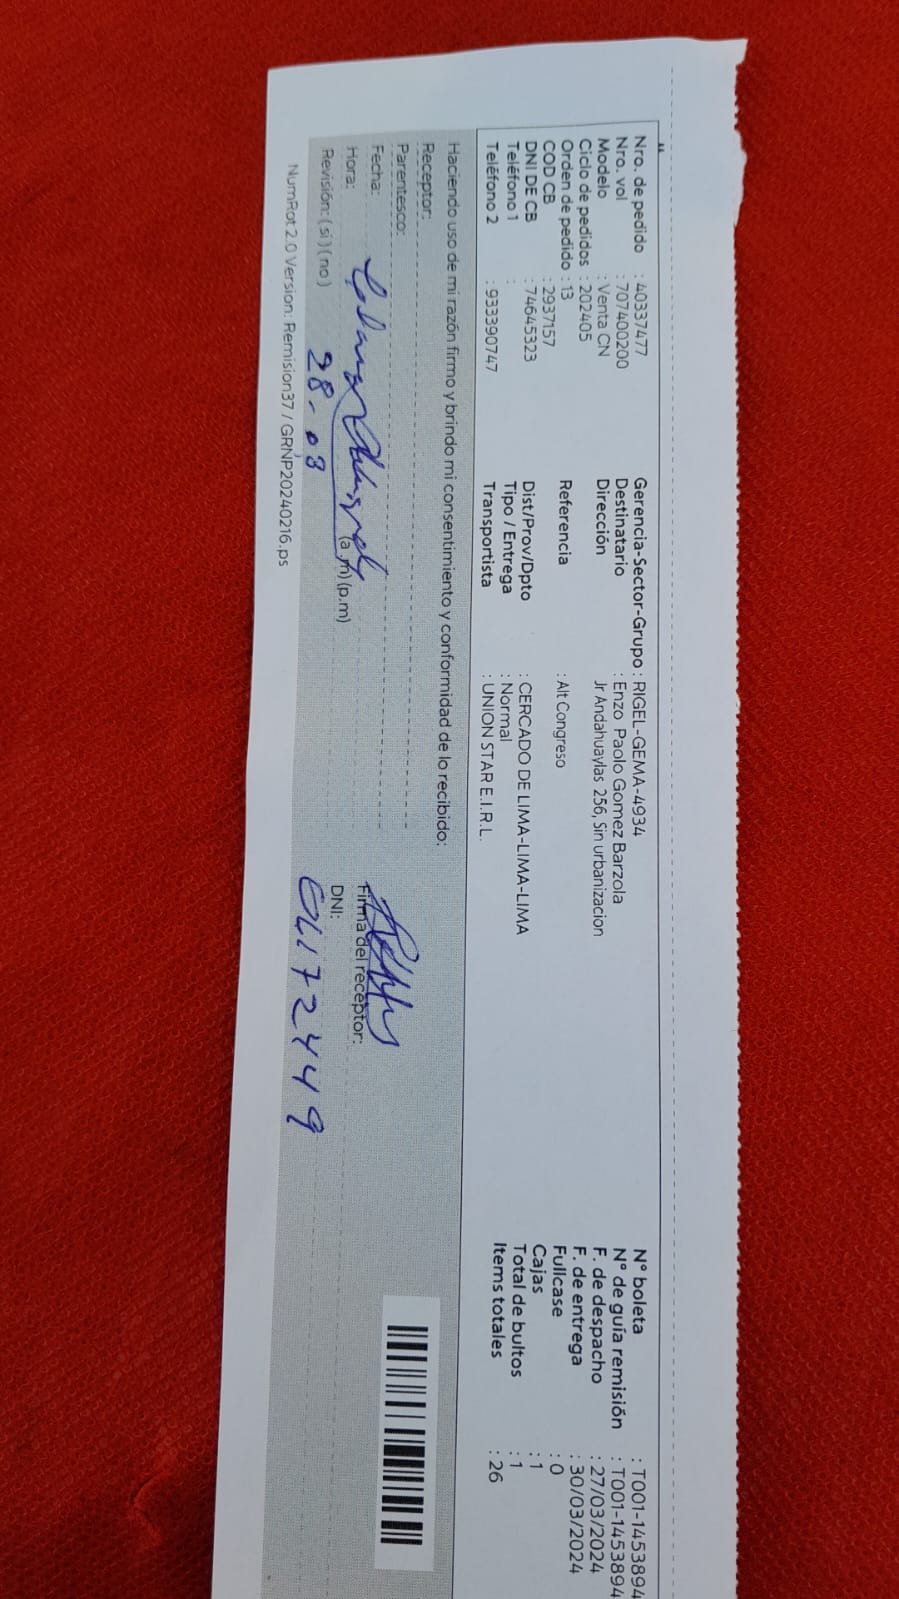 Nro. de pedido : 40337477 Gerencia-Sector-Grupo : RIGEL-GEMA-4934 N° boleta : T001-1453894
Nro. vol : 707400200 Destinatario : Enzo Paolo Gomez Barzola N° de guía remisión : T001-1453894
Modelo : Venta CN Dirección Jr Andahuaylas 256, Sin urbanizacion F. de despacho : 27/03/2024
Ciclo de pedidos : 202405 F. de entrega : 30/03/2024
Orden de pedido : 13 Referencia : Alt Congreso Fullcase : 0
COD CB : 2937157 Cajas : 1
DNI DE CB : 74645323 Dist/Prov/Dpto : CERCADO DE LIMA-LIMA-LIMA Total de bultos : 1
Teléfono 1 : Tipo / Entrega : Normal Items totales : 26
Teléfono 2 : 933390747 Transportista : UNION STAR E.I.R.L.
Haciendo uso de mi razón firmo y brindo mi consentimiento y conformidad de lo recibido:
Receptor:
Parentesco:
Fecha: Firma del receptor:
Hora: (a.m)(p.m) DNI:
Revisión: (si)(no) 28-03 04172449
NumRot2.0 Version: Remision37 / GRNP20240216.ps